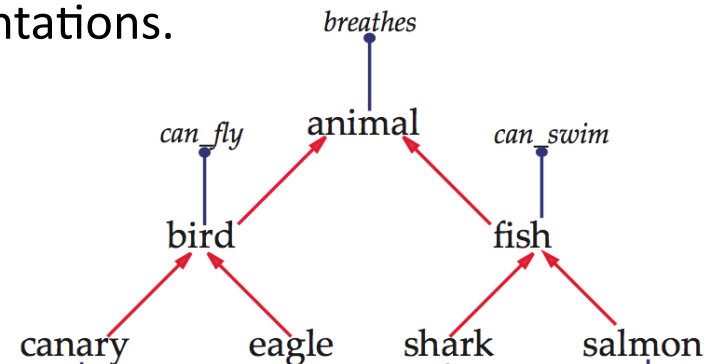 ntations.
breathes
animal
can_fly
can_swim
bird
fish
canary
eagle
shark
salmon